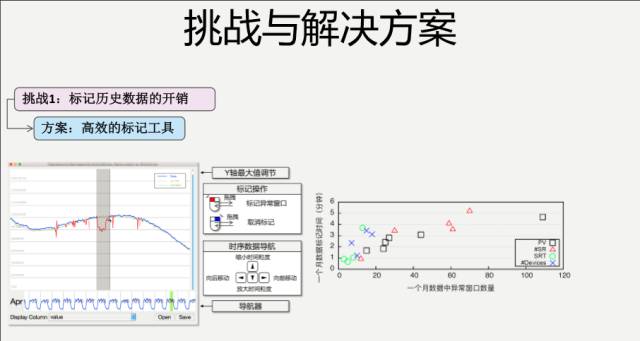 挑战与解决方案
挑战1：标记历史数据的开销
方案：高效的标记工具
Y轴最大值调节
标记操作
拖拽
标记异常窗口
拖拽
取消标记
时序数据导航
缩小时间粒度
向后移动
向前移动
放大时间粒度
导航器
Apr
Display Column: value
Open
Save
一个月数据标记时间（分钟）
6
5
4
3
2
1
0
0 20 40 60 80 100 120
一个月数据中异常窗口数量
PV
#SR
SRT
#Devices